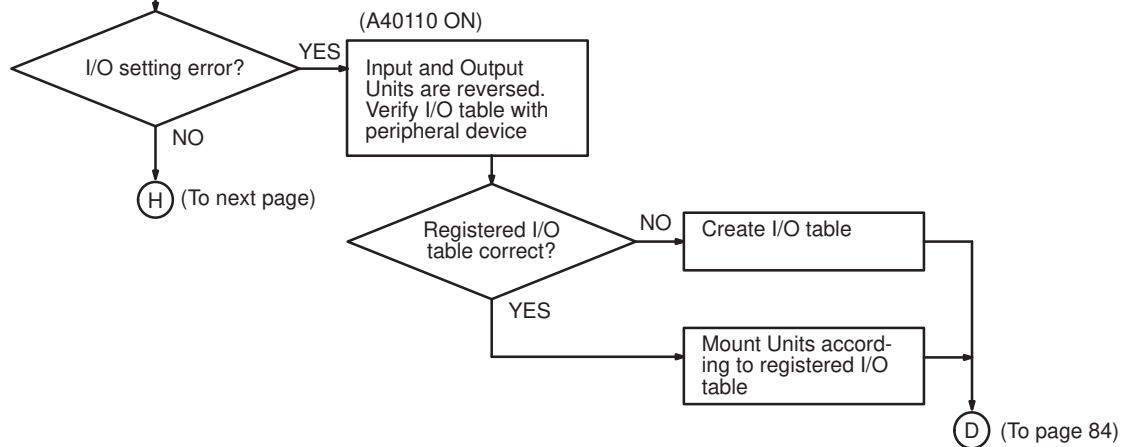 (A40110 ON)
I/O setting error?
YES
Input and Output
Units are reversed.
Verify I/O table with
peripheral device
NO
H
(To next page)
Registered I/O
table correct?
NO
Create I/O table
YES
Mount Units accord-
ing to registered I/O
table
D
(To page 84)